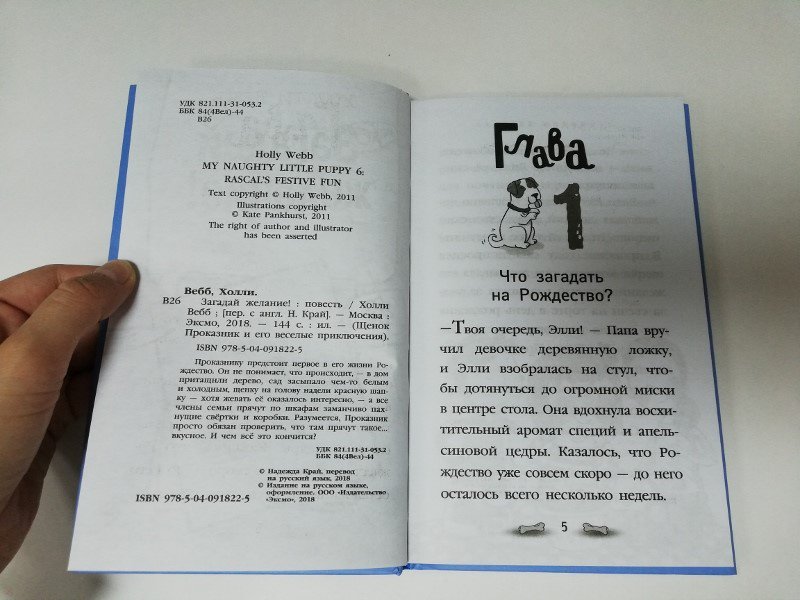 УДК 821.111-31-053.2
ББК 84(4Вел)-44
В26
Holly Webb
MY NAUGHTY LITTLE PUPPY 6:
RASCAL'S FESTIVE FUN
Text copyright © Holly Webb, 2011
Illustrations copyright
© Kate Pankhurst, 2011
The right of author and illustrator
has been asserted
Вебб, Холли.
В26 Загадай желание! : повесть / Холли
Вебб ; [пер. с англ. Н. Край]. — Москва :
Эксмо, 2018. — 144 с. : ил. — (Щенок
Проказник и его веселые приключения).
ISBN 978-5-04-091822-5
Проказнику предстоит первое в его жизни Ро-
ждество. Он не понимает, что происходит, — в дом
притащили дерево, сад засыпало чем-то белым
и холодным, щенку на голову надели красную шап-
ку — хотя жевать её оказалось интересно, — а все
члены семьи прячут по шкафам заманчиво пах-
нущие свёртки и коробки. Разумеется, Проказник
просто обязан проверить, что там прячут такое...
вкусное. И чем всё это кончится?
УДК 821.111-31-053.2
ББК 84(4Вел)-44
© Надежда Край, перевод
на русский язык, 2018
© Издание на русском языке,
оформление. ООО «Издательство
«Эксмо», 2018
ISBN 978-5-04-091822-5
Глава
1
Что загадать
на Рождество?
—Твоя очередь, Элли! — Папа вру-
чил девочке деревянную ложку,
и Элли взобралась на стул, что-
бы дотянуться до огромной миски
в центре стола. Она вдохнула восхи-
тительный аромат специй и апель-
синовой цедры. Казалось, что Ро-
ждество уже совсем скоро — до него
осталось всего несколько недель.
5